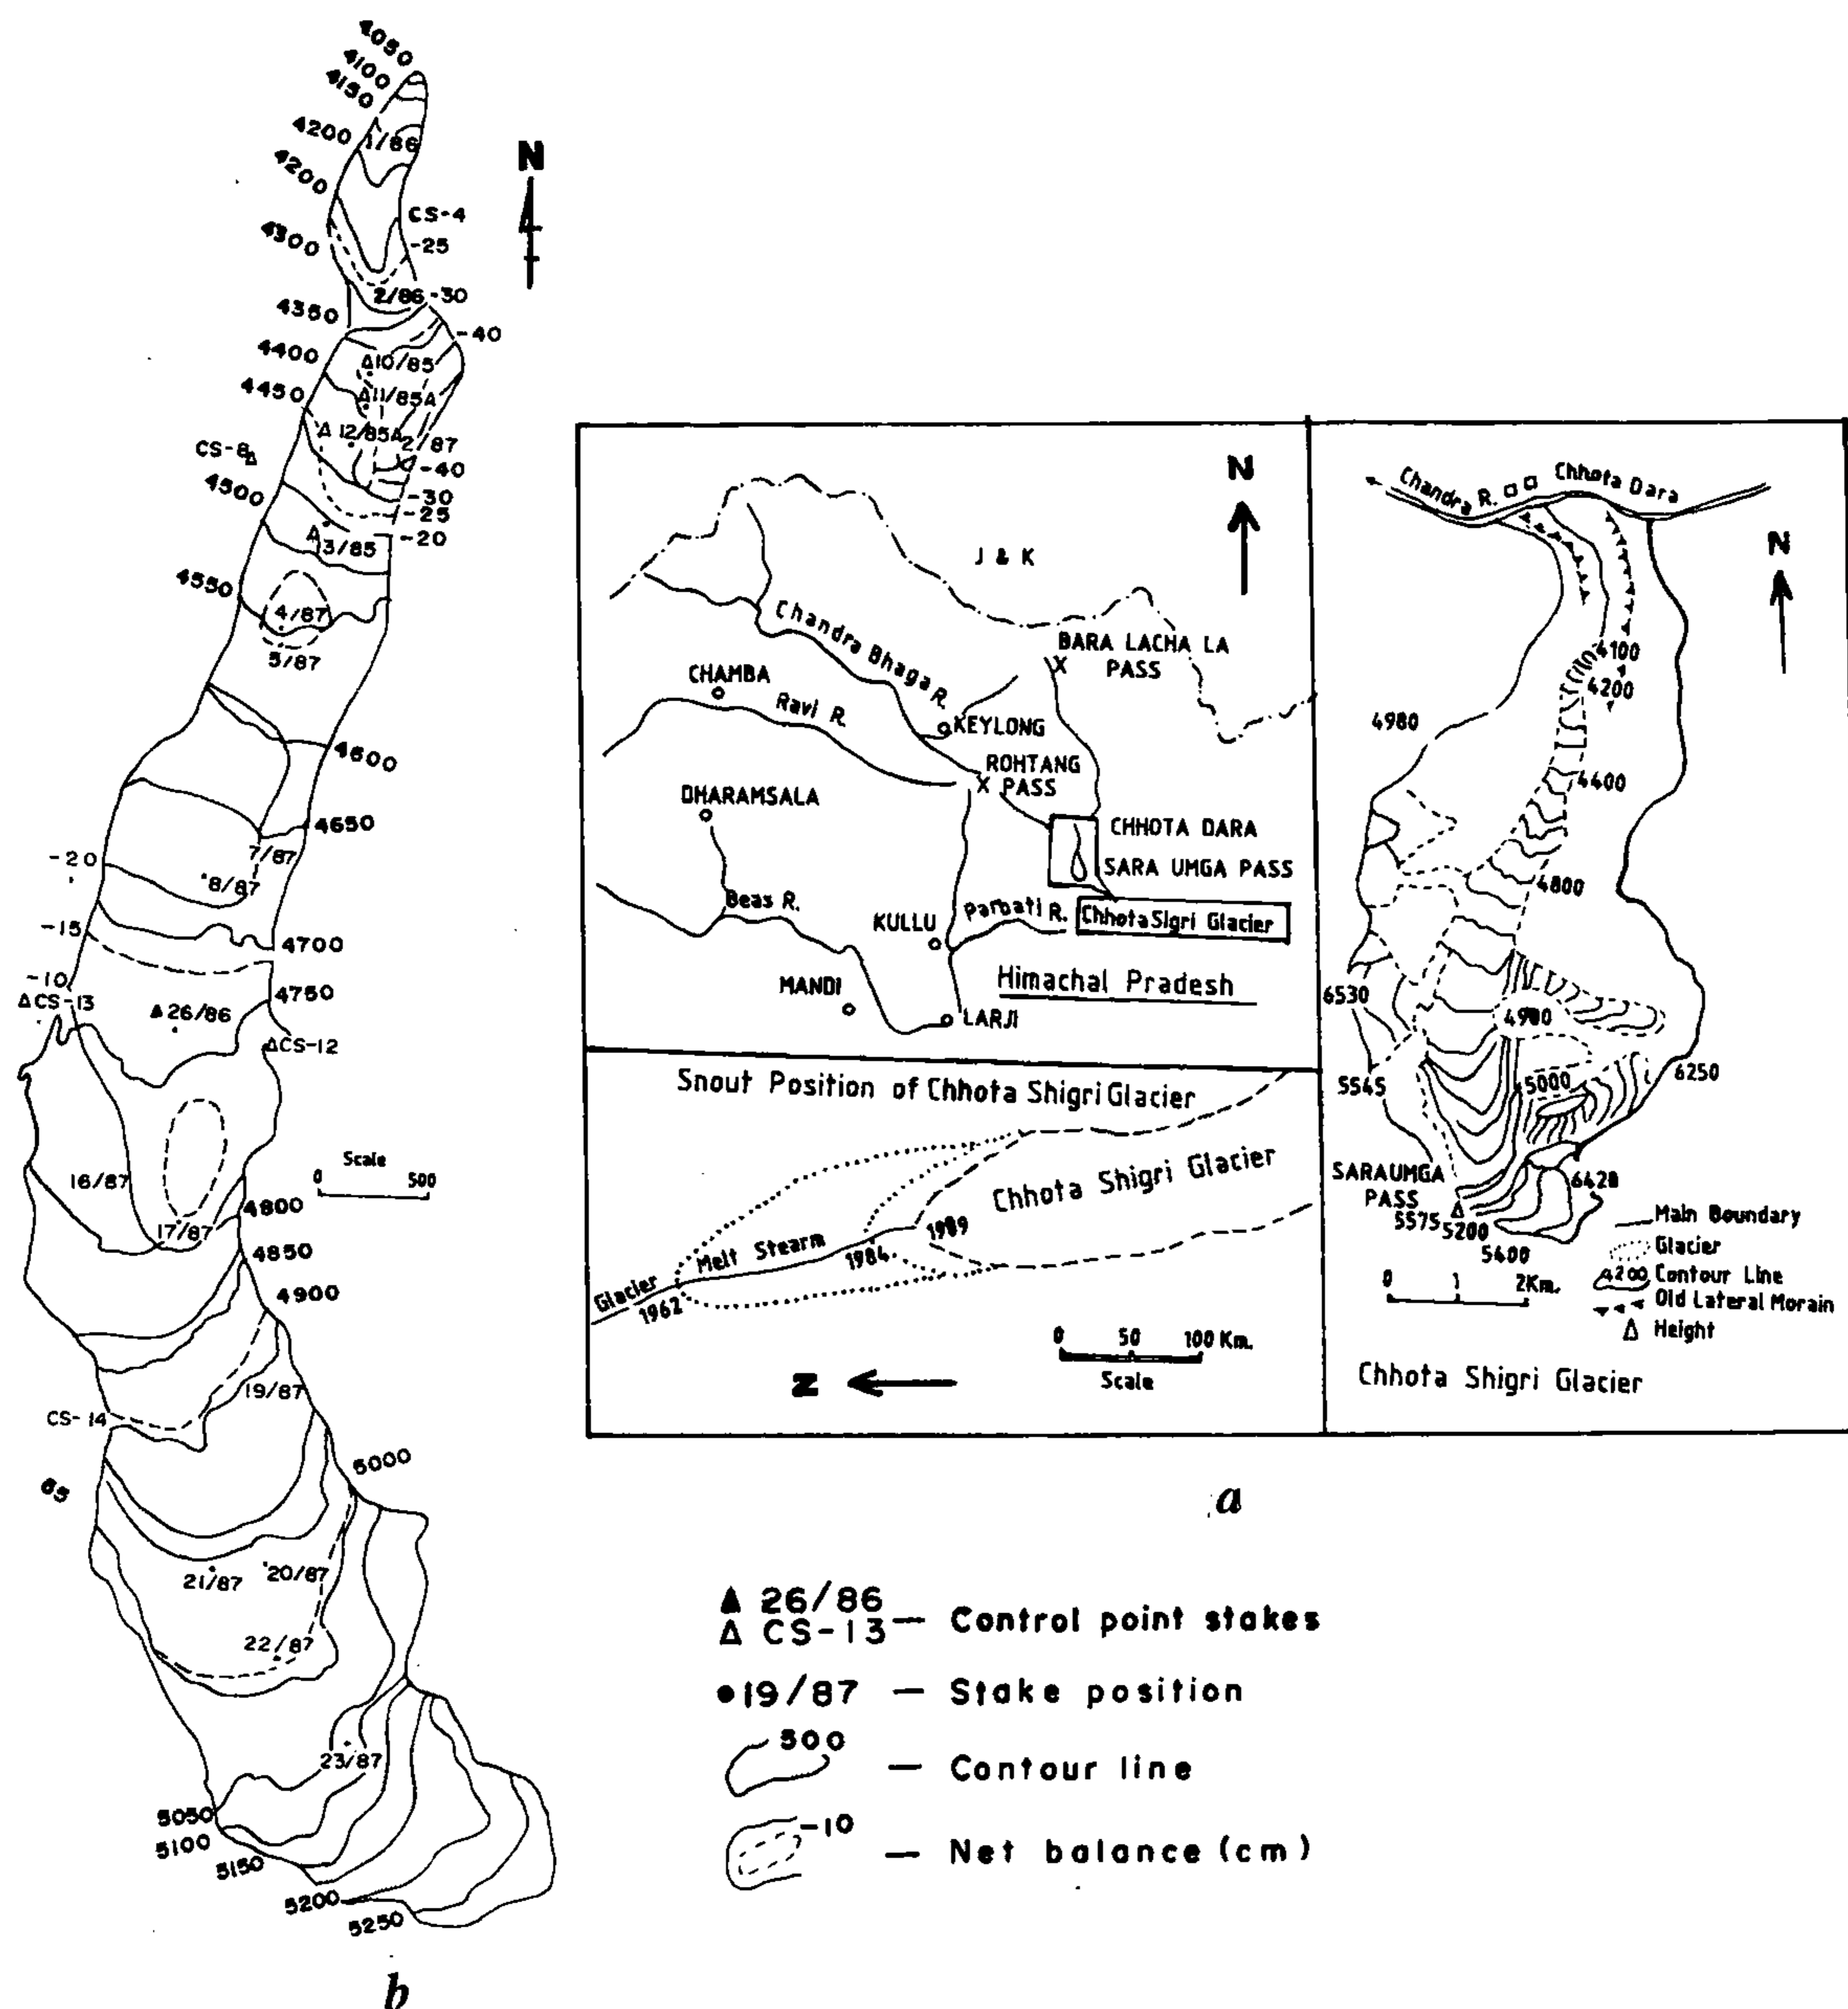 4050
4100
4150
4200
1/86
4200
4300
CS-4
-25
2/86 -30
4350
-40
4400
Δ10/85
4450
Δ11/85A
Δ 12/85A
2/87
CS-8
-40
4500
-30
-25
-20
3/85
4550
4/87
5/87
4600
4650
7/87
-20
8/87
-15
4700
-10
4750
ΔCS-13
▲26/86
ΔCS-12
Scale
0 500
16/87
4800
17/87
4850
4900
19/87
CS-14
5000
65
21/87
20/87
22/87
23/87
5050
5100
5150
5200
5250
N
b
N
J & K
Chandra Bhaga R.
BARA LACHA LA
PASS
X
CHAMBA
Ravi R.
KEYLONG
ROHTANG
X PASS
DHARAMSALA
CHHOTA DARA
SARA UMGA PASS
Beas R.
KULLU
Parbati R.
Chhota Sigri Glacier
MANDI
Himachal Pradesh
LARJI
Snout Position of Chhota Shigri Glacier
Chhota Shigri Glacier
1989
Melt Stearm
1984
Glacier
1962
0 50 100 Km.
Scale
N
Chandra R.
Chhota Dara
N
4100
4200
4980
4400
4800
6530
4900
5545
5000
6250
SARAUMGA
PASS
5575
5200
6428
5400
Main Boundary
Glacier
4200 Contour Line
Old Lateral Morain
Δ Height
0 1 2Km.
Chhota Shigri Glacier
a
▲ 26/86
Δ CS-13 — Control point stakes
●19/87 — Stake position
500 — Contour line
-10 — Net balance (cm)